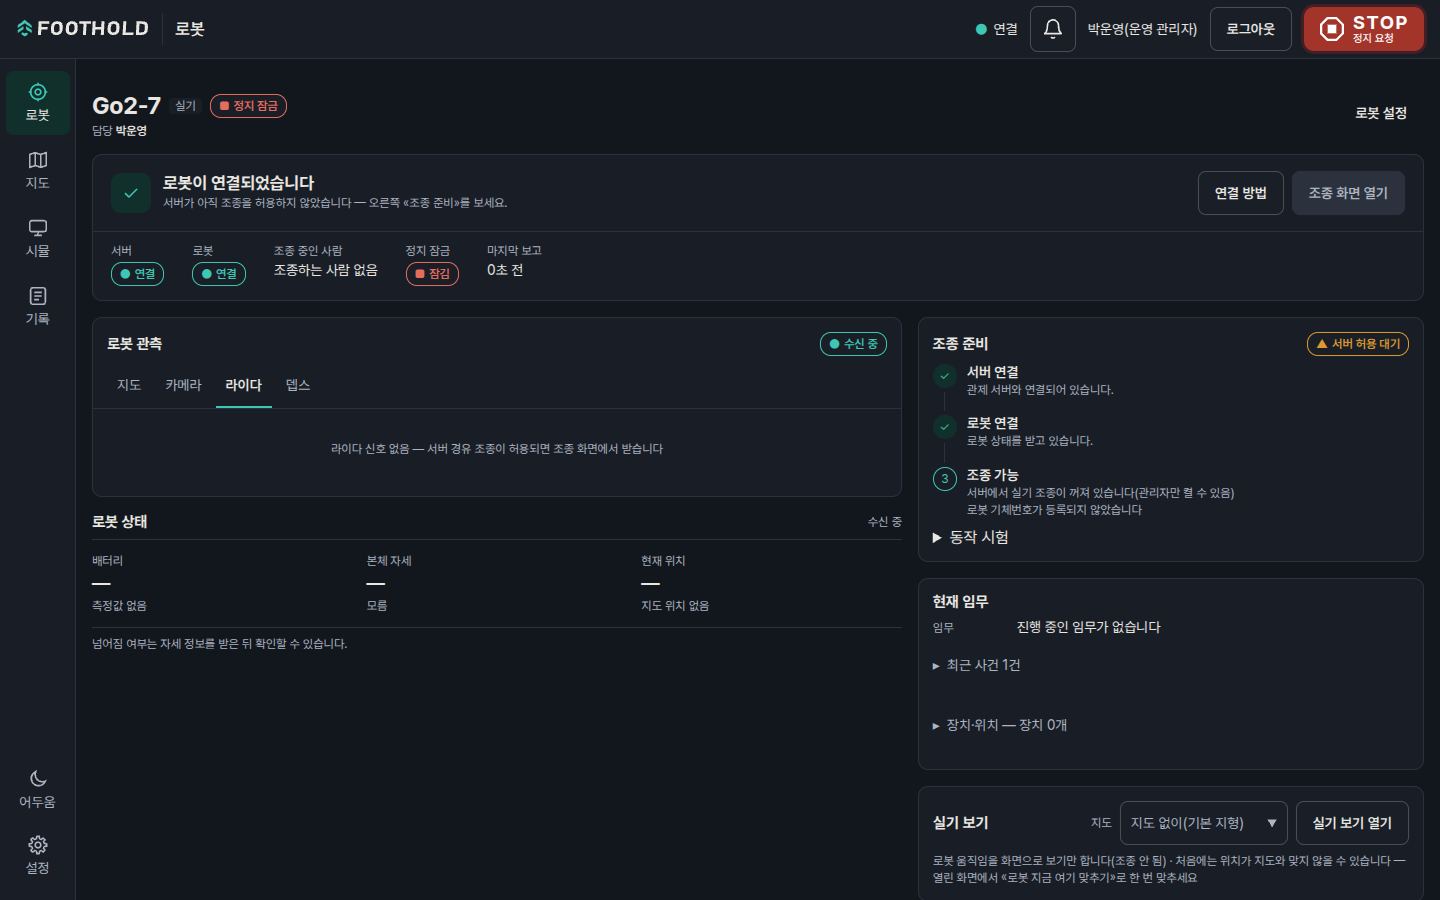 FOOTHOLD
로봇
연결
박운영(운영 관리자)
로그아웃
STOP
정지 요청
로봇
지도
시뮬
기록
어두움
설정
Go2-7
실기
정지 잠금
담당 박운영
로봇 설정
로봇이 연결되었습니다
서버가 아직 조종을 허용하지 않았습니다 — 오른쪽 «조종 준비»를 보세요.
연결 방법
조종 화면 열기
서버
로봇
조종 중인 사람
정지 잠금
마지막 보고
연결
연결
조종하는 사람 없음
잠김
0초 전
로봇 관측
수신 중
지도
카메라
라이다
뎁스
라이다 신호 없음 — 서버 경유 조종이 허용되면 조종 화면에서 받습니다
로봇 상태
수신 중
배터리
본체 자세
현재 위치
—
—
—
측정값 없음
모름
지도 위치 없음
넘어짐 여부는 자세 정보를 받은 뒤 확인할 수 있습니다.
조종 준비
서버 허용 대기
서버 연결
관제 서버와 연결되어 있습니다.
로봇 연결
로봇 상태를 받고 있습니다.
3
조종 가능
서버에서 실기 조종이 꺼져 있습니다(관리자만 켤 수 있음)
로봇 기체번호가 등록되지 않았습니다
▶ 동작 시험
현재 임무
임무
진행 중인 임무가 없습니다
▸ 최근 사건 1건
▸ 장치·위치 — 장치 0개
실기 보기
지도
지도 없이(기본 지형)
실기 보기 열기
로봇 움직임을 화면으로 보기만 합니다(조종 안 됨) · 처음에는 위치가 지도와 맞지 않을 수 있습니다 —
열린 화면에서 «로봇 지금 여기 맞추기»로 한 번 맞추세요